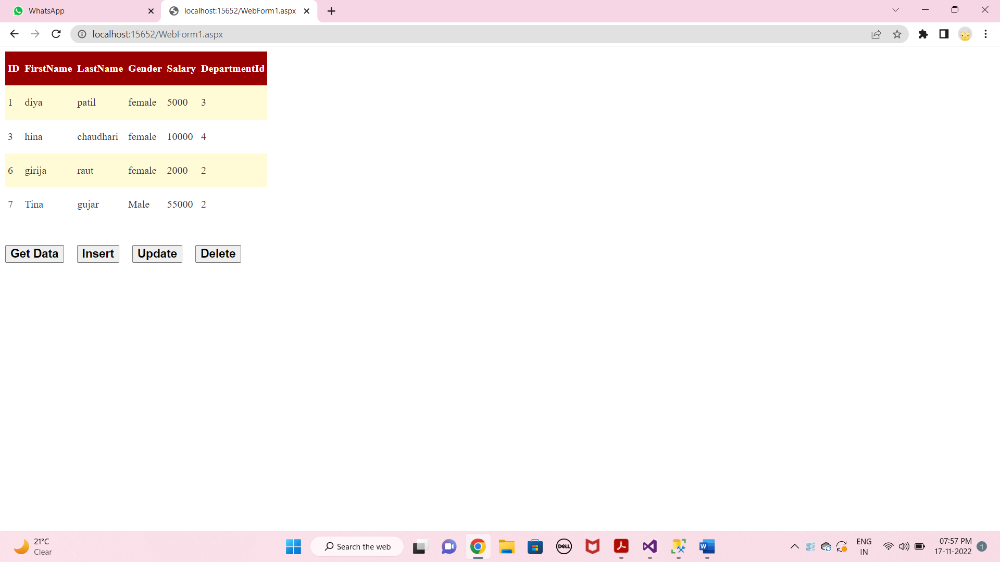 WhatsApp
localhost:15652/WebForm1.aspx
localhost:15652/WebForm1.aspx
ID FirstName LastName Gender Salary DepartmentId
1 diya patil female 5000 3
3 hina chaudhari female 10000 4
6 girija raut female 2000 2
7 Tina gujar Male 55000 2
Get Data Insert Update Delete
21°C
Clear
Search the web
DELL
W
ENG
IN
07:57 PM
17-11-2022
1